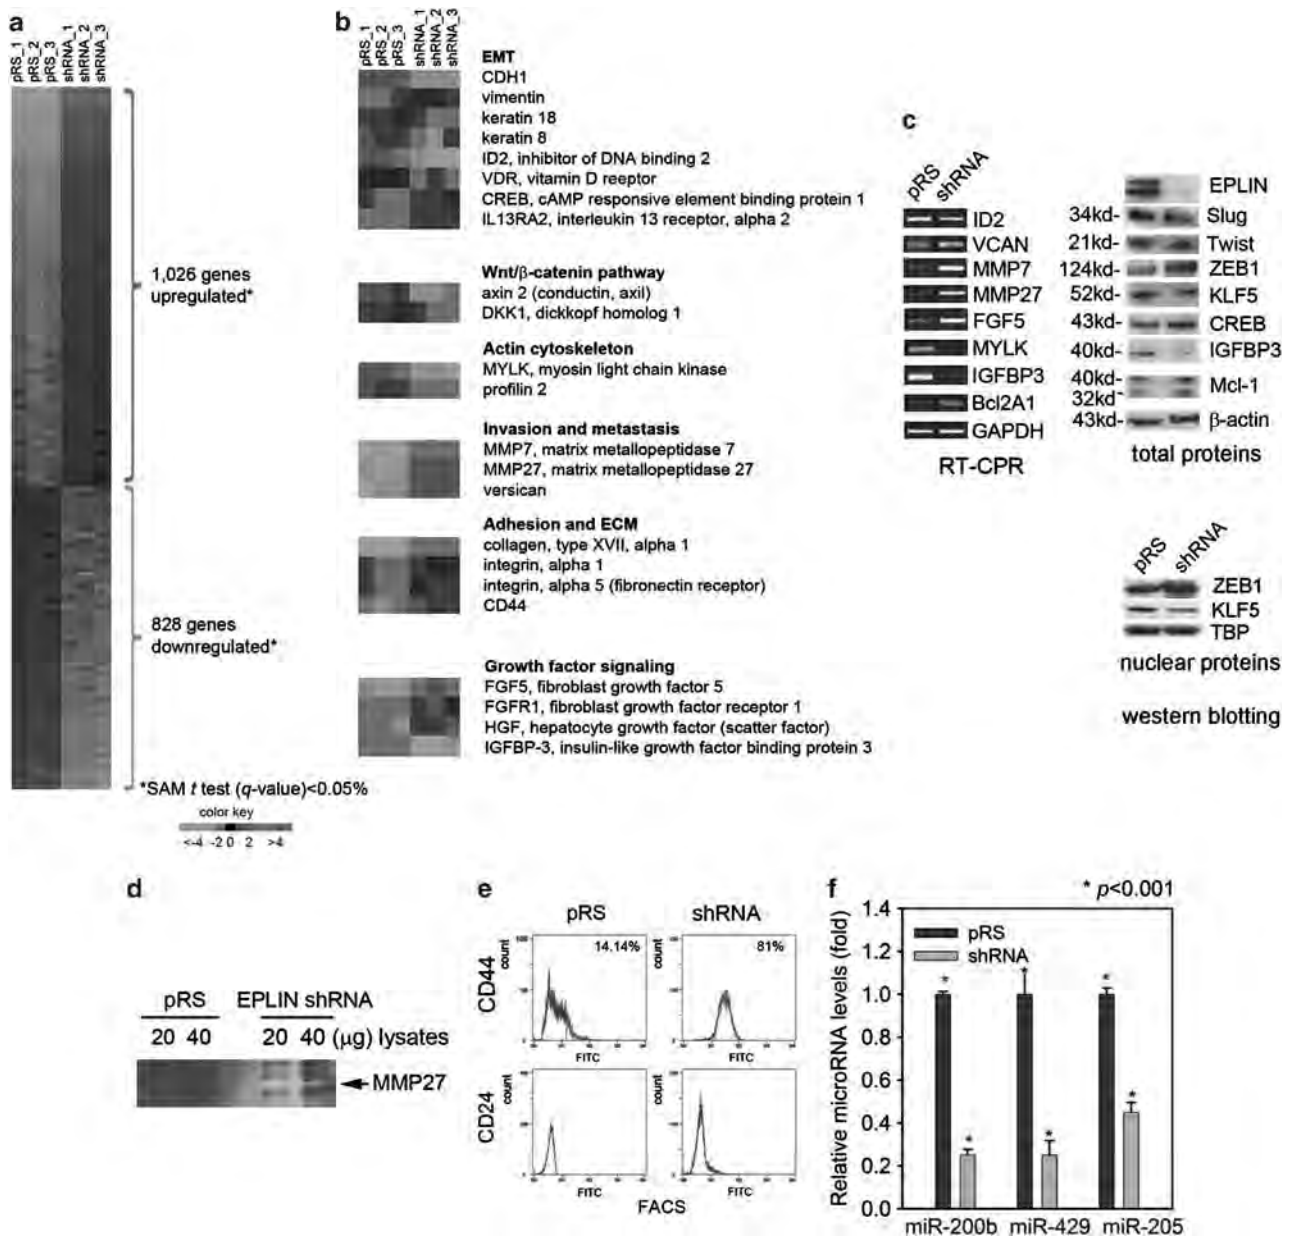 a
pRS_1
pRS_2
pRS_3
shRNA_1
shRNA_2
shRNA_3
1,026 genes
upregulated*
828 genes
downregulated*
*SAM t test (q-value)<0.05%
color key
<-4 -2 0 2 >4
b
pRS_1
pRS_2
pRS_3
shRNA_1
shRNA_2
shRNA_3
EMT
CDH1
vimentin
keratin 18
keratin 8
ID2, inhibitor of DNA binding 2
VDR, vitamin D reeptor
CREB, cAMP responsive element binding protein 1
IL13RA2, interleukin 13 receptor, alpha 2
Wnt/β-catenin pathway
axin 2 (conductin, axil)
DKK1, dickkopf homolog 1
Actin cytoskeleton
MYLK, myosin light chain kinase
profilin 2
Invasion and metastasis
MMP7, matrix metallopeptidase 7
MMP27, matrix metallopeptidase 27
versican
Adhesion and ECM
collagen, type XVII, alpha 1
integrin, alpha 1
integrin, alpha 5 (fibronectin receptor)
CD44
Growth factor signaling
FGF5, fibroblast growth factor 5
FGFR1, fibroblast growth factor receptor 1
HGF, hepatocyte growth factor (scatter factor)
IGFBP-3, insulin-like growth factor binding protein 3
c
pRS
shRNA
ID2
VCAN
MMP7
MMP27
FGF5
MYLK
IGFBP3
Bcl2A1
GAPDH
RT-CPR
EPLIN
34kd- Slug
21kd- Twist
124kd- ZEB1
52kd- KLF5
43kd- CREB
40kd- IGFBP3
40kd- Mcl-1
32kd
43kd- β-actin
total proteins
pRS
shRNA
ZEB1
KLF5
TBP
nuclear proteins
western blotting
d
pRS EPLIN shRNA
20 40 20 40 (μg) lysates
MMP27
e
pRS shRNA
CD44
count
14.14%
FITC
count
81%
FITC
CD24
count
FITC
count
FITC
FACS
f
* p<0.001
Relative microRNA levels (fold)
1.4
1.2
1.0
0.8
0.6
0.4
0.2
0.0
pRS
shRNA
* * *
* * *
miR-200b miR-429 miR-205